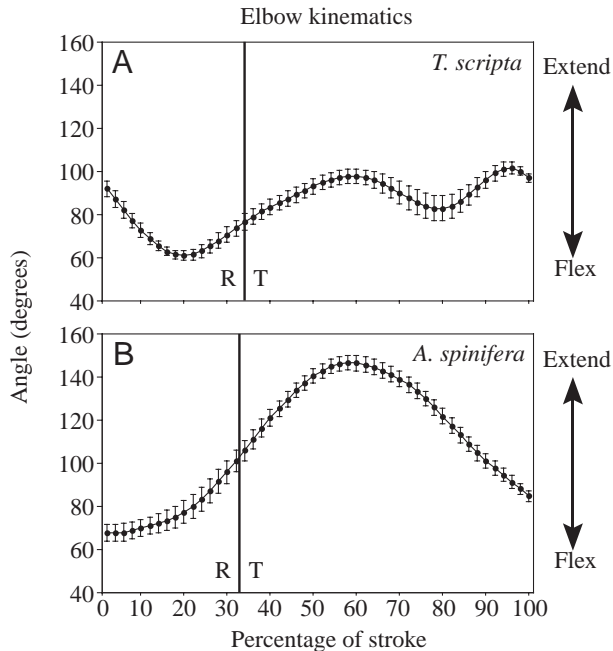 Elbow kinematics
160
140
120
100
80
60
40
A
T. scripta
R
T
Extend
Flex
Angle (degrees)
160
140
120
100
80
60
40
B
A. spinifera
R
T
Extend
Flex
0 10 20 30 40 50 60 70 80 90 100
Percentage of stroke